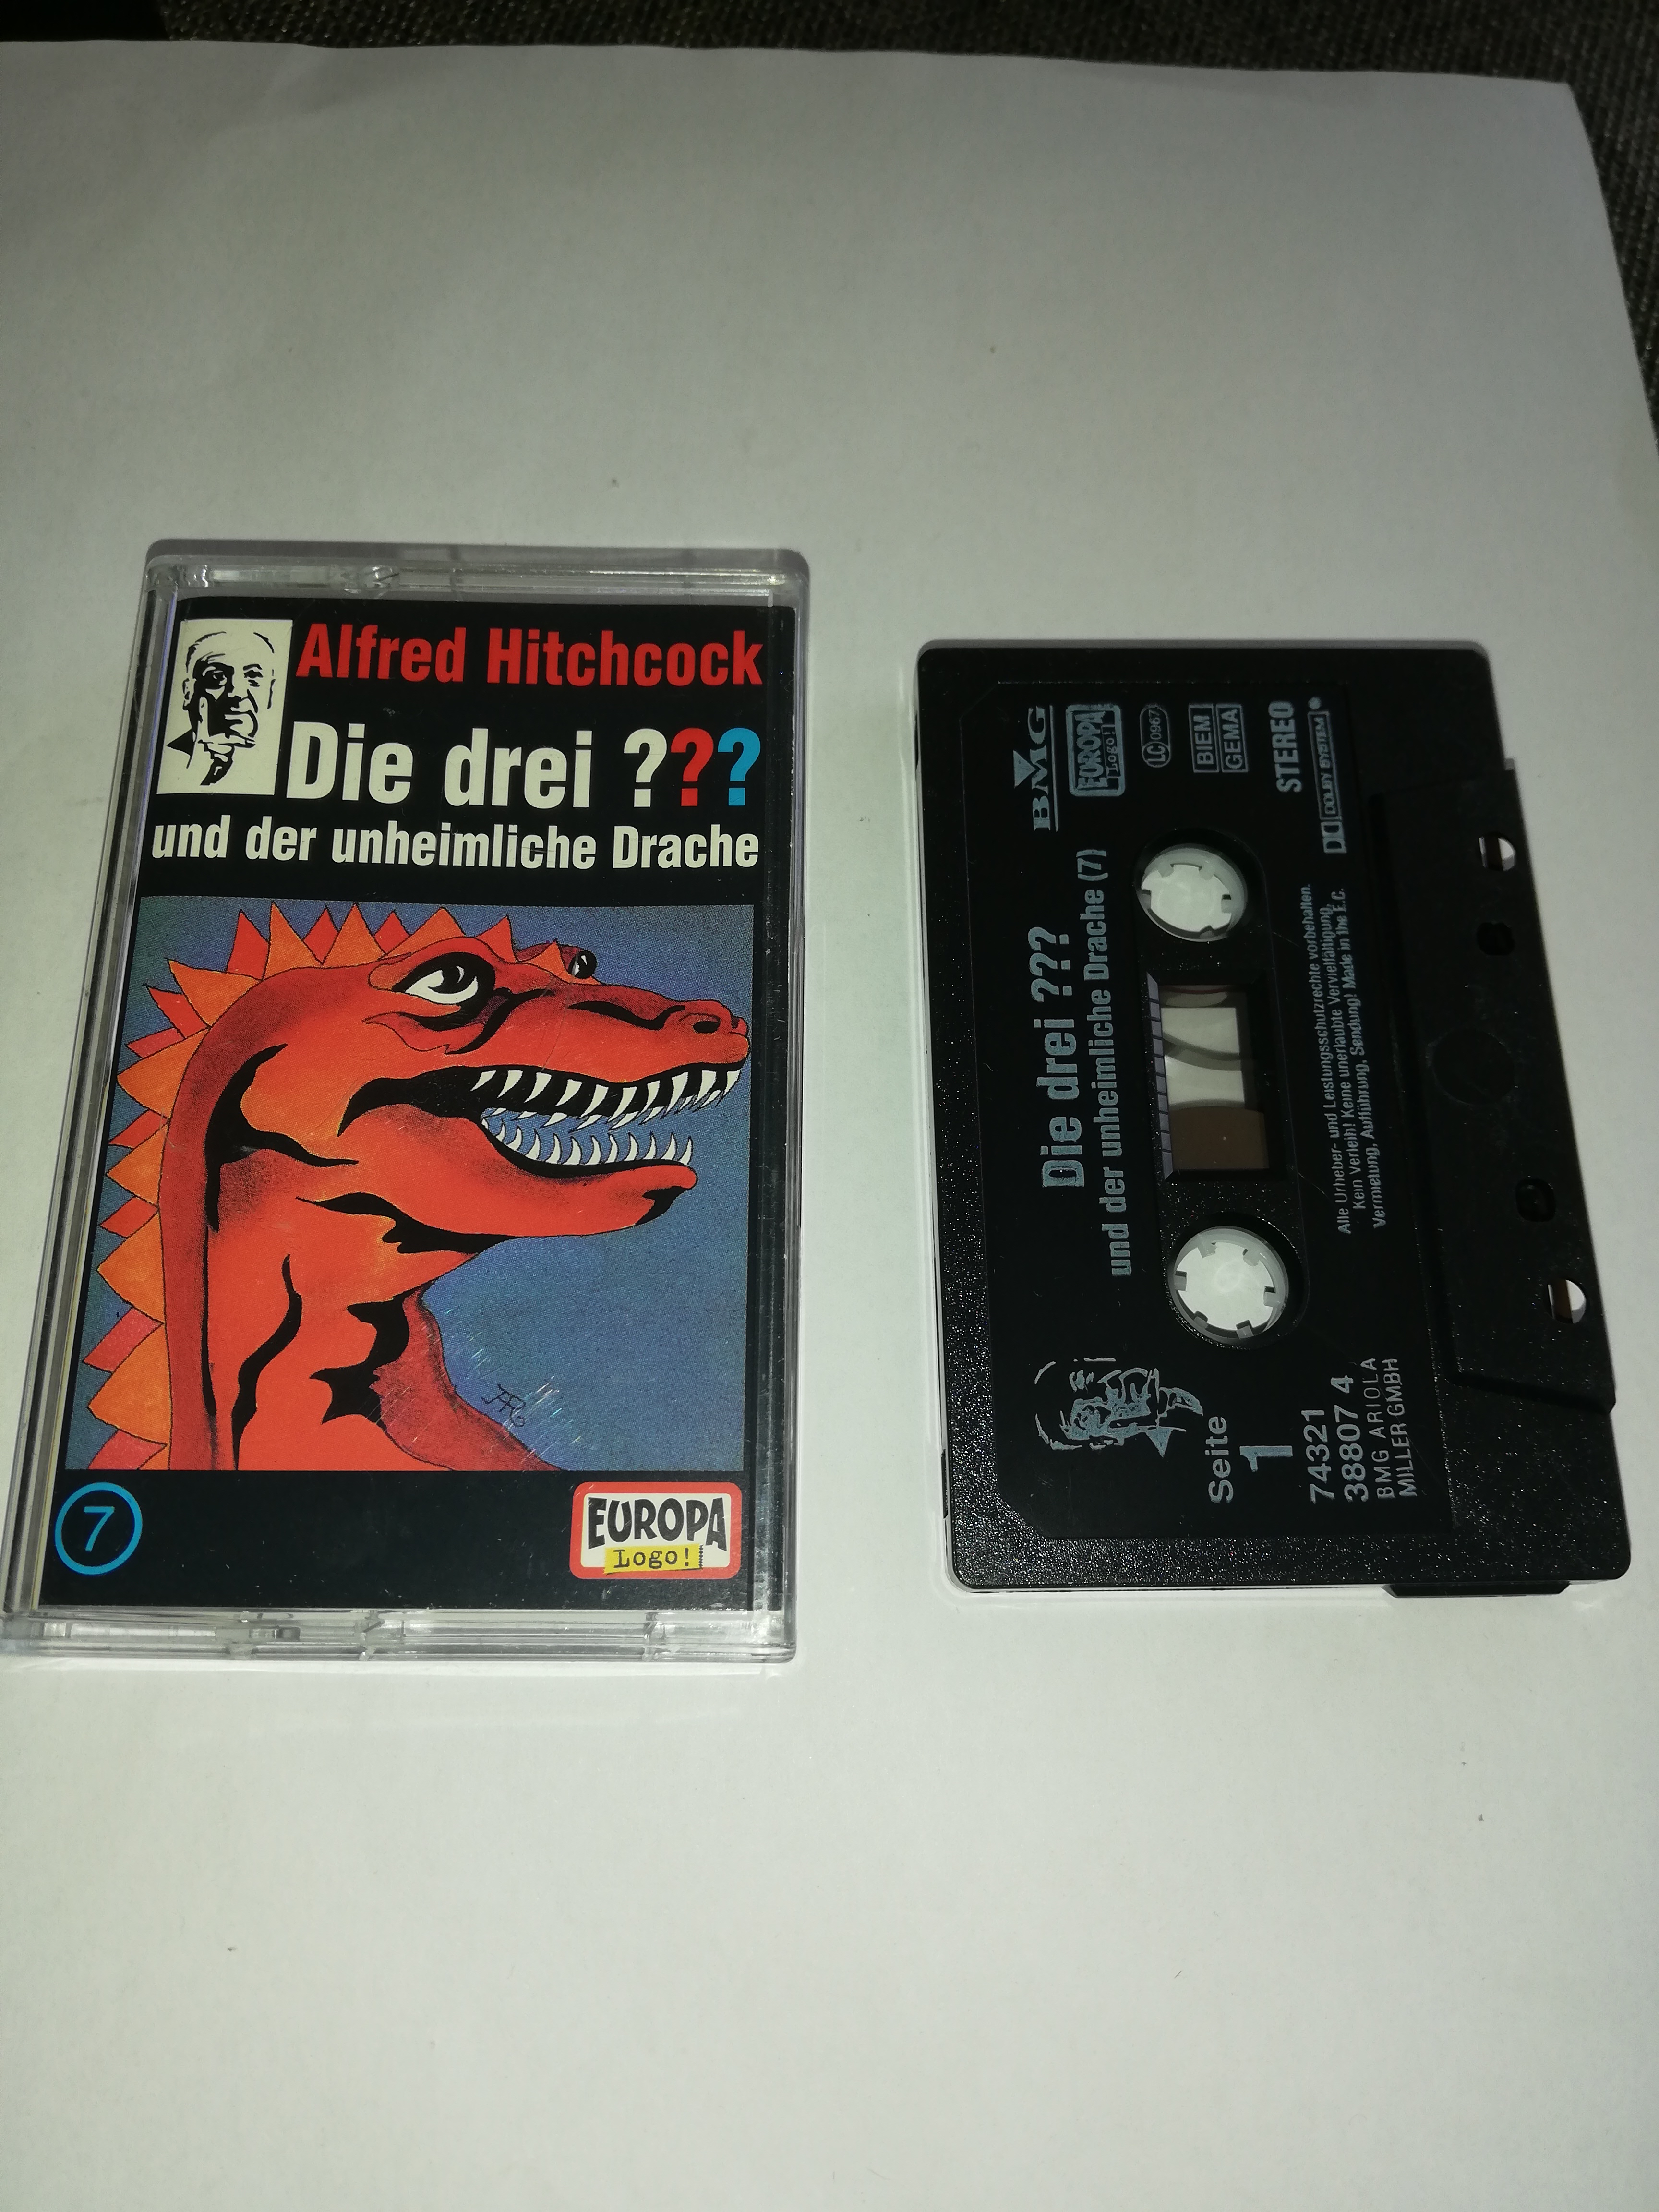 Alfred Hitchcock
Die drei ???
und der unheimliche Drache
7
EUROPA
Logo!
BMG
EUROPA
Logo!
LC 0967
BIEM
GEMA
STEREO
DOLBY SYSTEM
Die drei ???
und der unheimliche Drache (7)
Alle Urheber- und Leistungsschutzrechte vorbehalten.
Kein Verleih! Keine unerlaubte Vervielfältigung,
Vermietung, Aufführung, Sendung! Made in the E.C.
Seite
1
74321
38807 4
BMG ARIOLA
MILLER GMBH